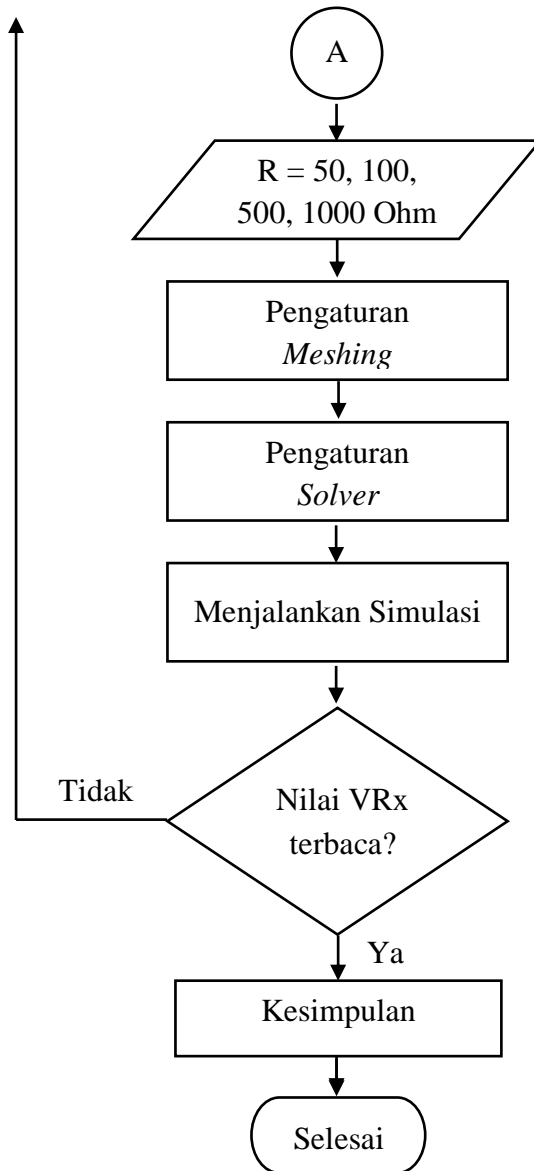 A
R = 50, 100,
500, 1000 Ohm
Pengaturan
Meshing
Pengaturan
Solver
Menjalankan Simulasi
Tidak
Nilai VRx
terbaca?
Ya
Kesimpulan
Selesai